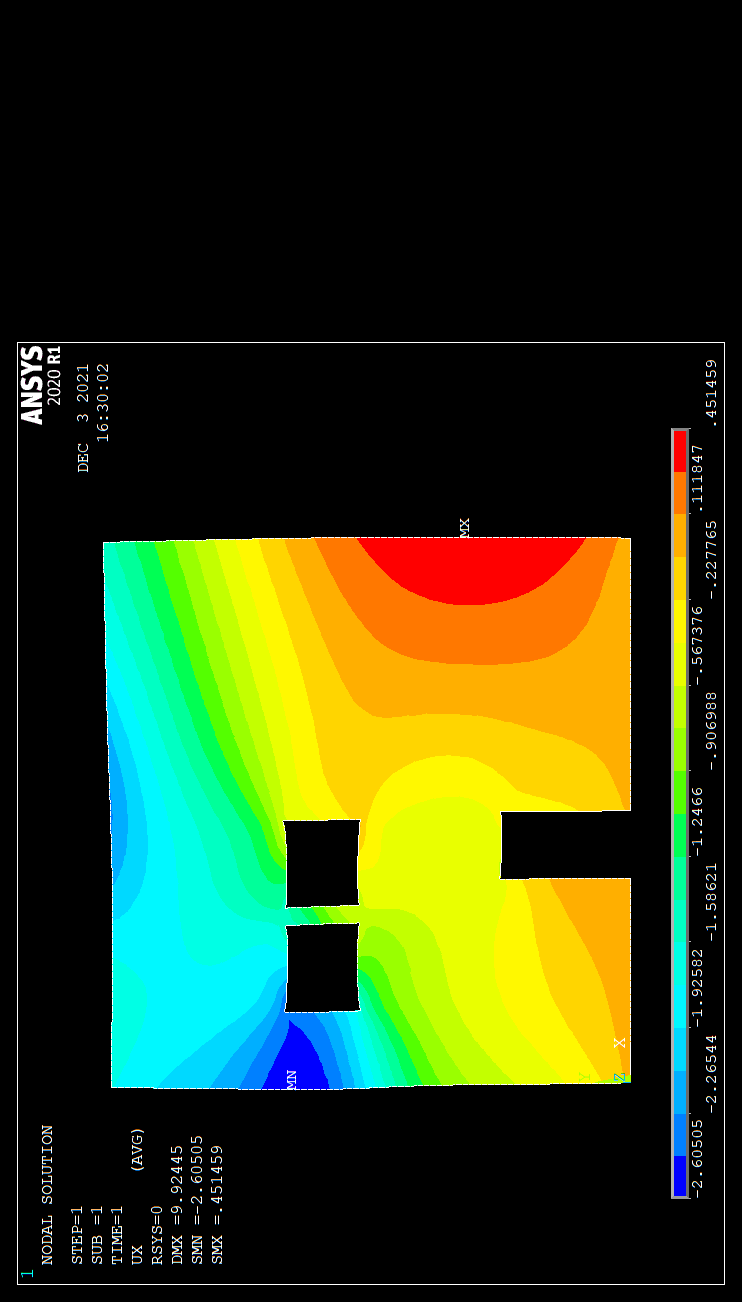 1
NODAL SOLUTION
STEP=1
SUB =1
TIME=1
UX (AVG)
RSYS=0
DMX =9.92445
SMN =-2.60505
SMX =.451459
ANSYS
2020 R1
DEC 3 2021
16:30:02
MN
MX
Y
Z X
-2.60505
-2.26544
-1.92582
-1.58621
-1.2466
-.906988
-.567376
-.227765
.111847
.451459